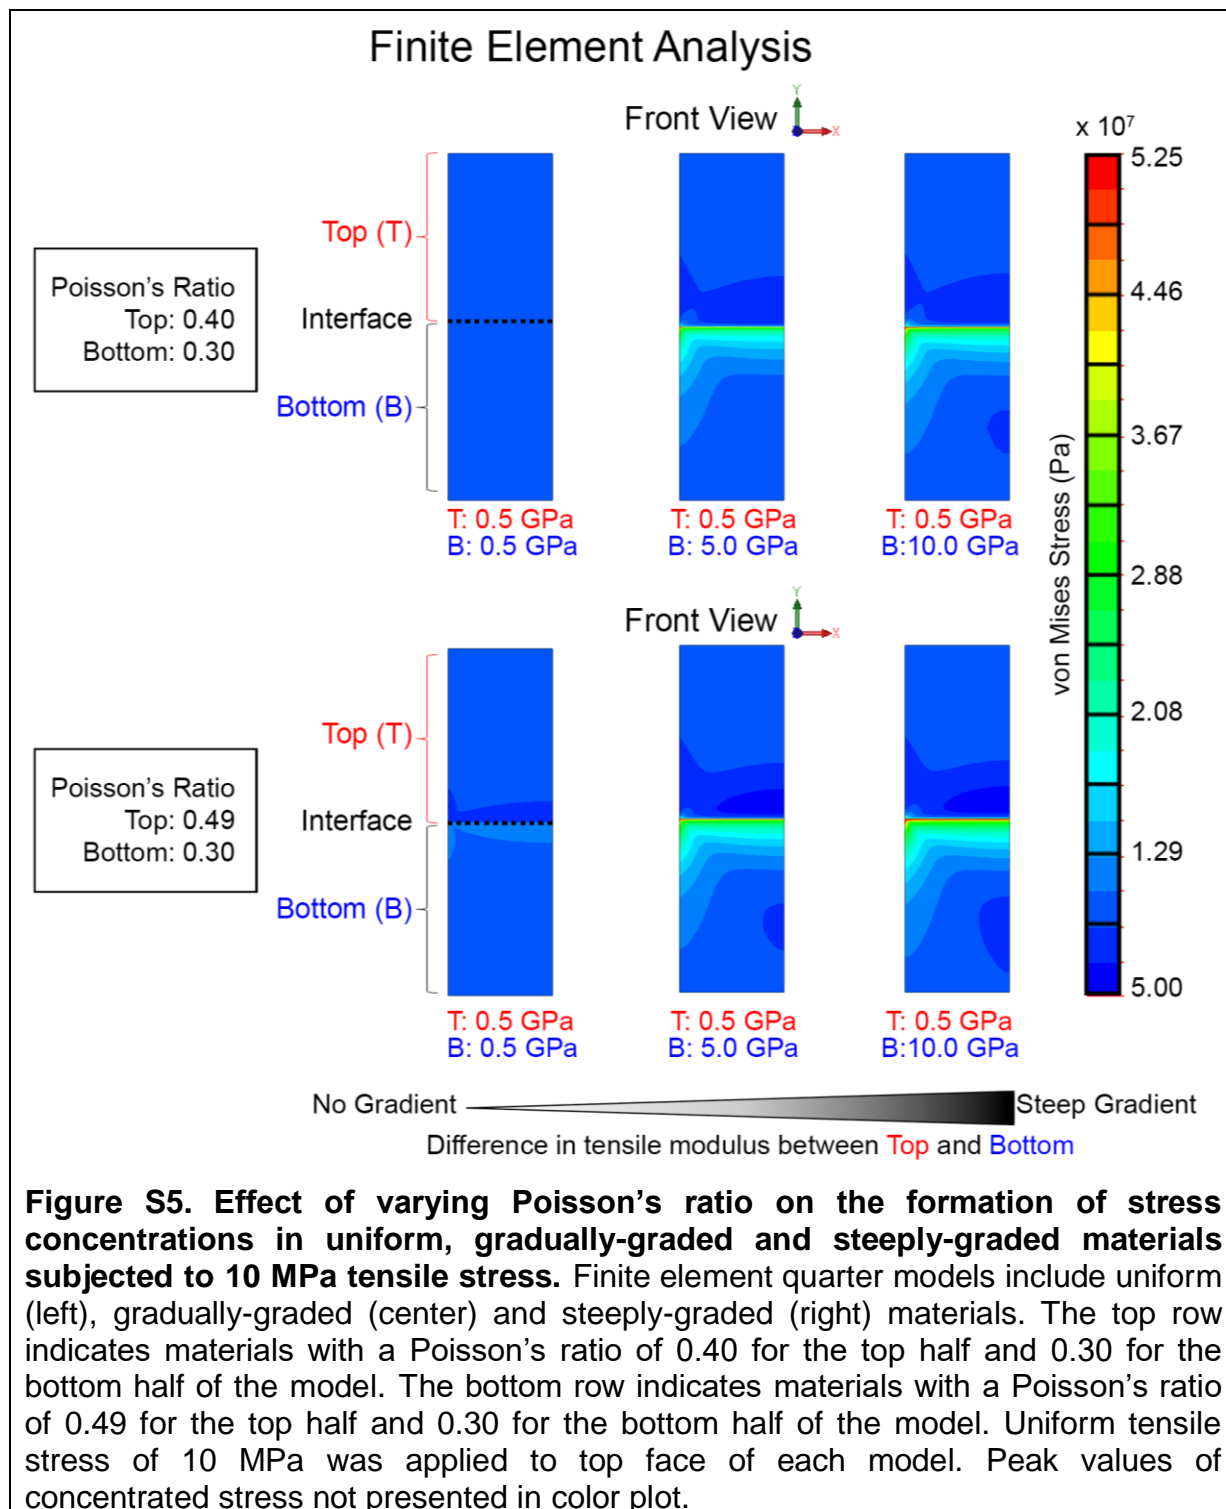 Finite Element Analysis
Front View
Y
X
x 10⁷
5.25
4.46
3.67
2.88
2.08
1.29
5.00
von Mises Stress (Pa)
Poisson's Ratio
Top: 0.40
Bottom: 0.30
Top (T)
Interface
Bottom (B)
T: 0.5 GPa
B: 0.5 GPa
T: 0.5 GPa
B: 5.0 GPa
T: 0.5 GPa
B:10.0 GPa
Front View
Y
X
Poisson's Ratio
Top: 0.49
Bottom: 0.30
Top (T)
Interface
Bottom (B)
T: 0.5 GPa
B: 0.5 GPa
T: 0.5 GPa
B: 5.0 GPa
T: 0.5 GPa
B:10.0 GPa
No Gradient
Steep Gradient
Difference in tensile modulus between Top and Bottom
Figure S5. Effect of varying Poisson's ratio on the formation of stress
concentrations in uniform, gradually-graded and steeply-graded materials
subjected to 10 MPa tensile stress. Finite element quarter models include uniform
(left), gradually-graded (center) and steeply-graded (right) materials. The top row
indicates materials with a Poisson's ratio of 0.40 for the top half and 0.30 for the
bottom half of the model. The bottom row indicates materials with a Poisson's ratio
of 0.49 for the top half and 0.30 for the bottom half of the model. Uniform tensile
stress of 10 MPa was applied to top face of each model. Peak values of
concentrated stress not presented in color plot.